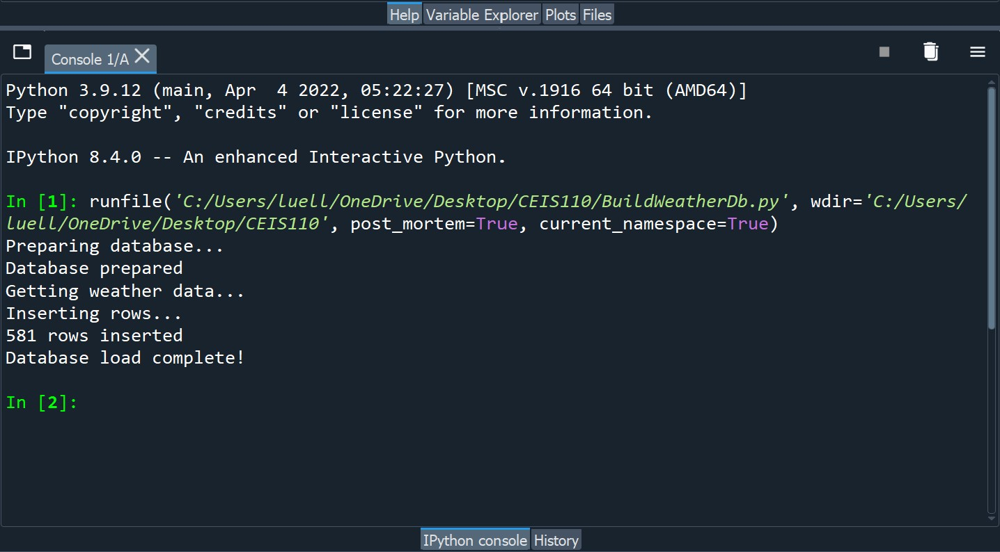 Help Variable Explorer Plots Files
Console 1/A
Python 3.9.12 (main, Apr  4 2022, 05:22:27) [MSC v.1916 64 bit (AMD64)]
Type "copyright", "credits" or "license" for more information.
IPython 8.4.0 -- An enhanced Interactive Python.
In [1]: runfile('C:/Users/luell/OneDrive/Desktop/CEIS110/BuildWeatherDb.py', wdir='C:/Users/
luell/OneDrive/Desktop/CEIS110', post_mortem=True, current_namespace=True)
Preparing database...
Database prepared
Getting weather data...
Inserting rows...
581 rows inserted
Database load complete!
In [2]:
IPython console History